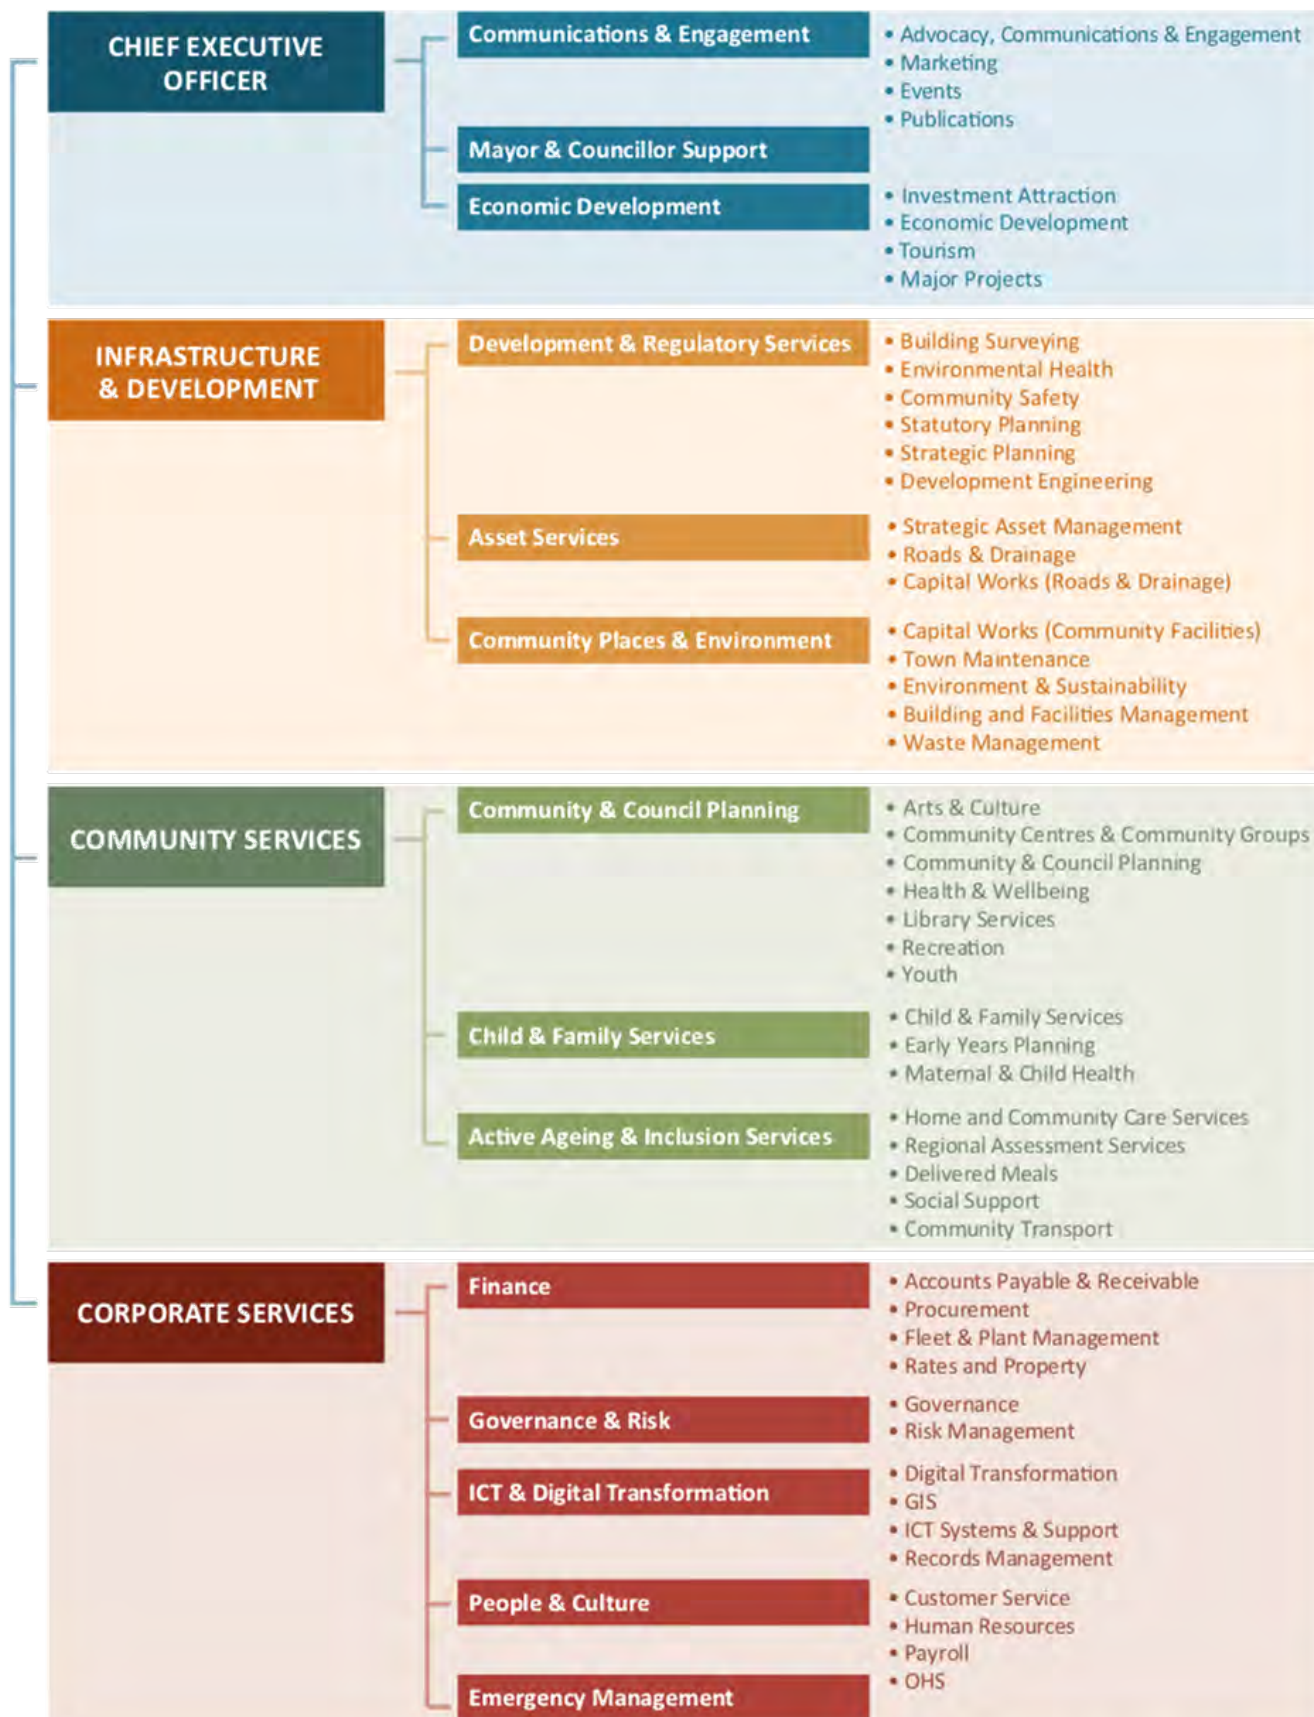 CHIEF EXECUTIVE
OFFICER
Communications & Engagement
• Advocacy, Communications & Engagement
• Marketing
• Events
• Publications
Mayor & Councillor Support
Economic Development
• Investment Attraction
• Economic Development
• Tourism
• Major Projects
INFRASTRUCTURE
& DEVELOPMENT
Development & Regulatory Services
• Building Surveying
• Environmental Health
• Community Safety
• Statutory Planning
• Strategic Planning
• Development Engineering
Asset Services
• Strategic Asset Management
• Roads & Drainage
• Capital Works (Roads & Drainage)
Community Places & Environment
• Capital Works (Community Facilities)
• Town Maintenance
• Environment & Sustainability
• Building and Facilities Management
• Waste Management
COMMUNITY SERVICES
Community & Council Planning
• Arts & Culture
• Community Centres & Community Groups
• Community & Council Planning
• Health & Wellbeing
• Library Services
• Recreation
• Youth
Child & Family Services
• Child & Family Services
• Early Years Planning
• Maternal & Child Health
Active Ageing & Inclusion Services
• Home and Community Care Services
• Regional Assessment Services
• Delivered Meals
• Social Support
• Community Transport
CORPORATE SERVICES
Finance
• Accounts Payable & Receivable
• Procurement
• Fleet & Plant Management
• Rates and Property
Governance & Risk
• Governance
• Risk Management
ICT & Digital Transformation
• Digital Transformation
• GIS
• ICT Systems & Support
• Records Management
People & Culture
• Customer Service
• Human Resources
• Payroll
• OHS
Emergency Management